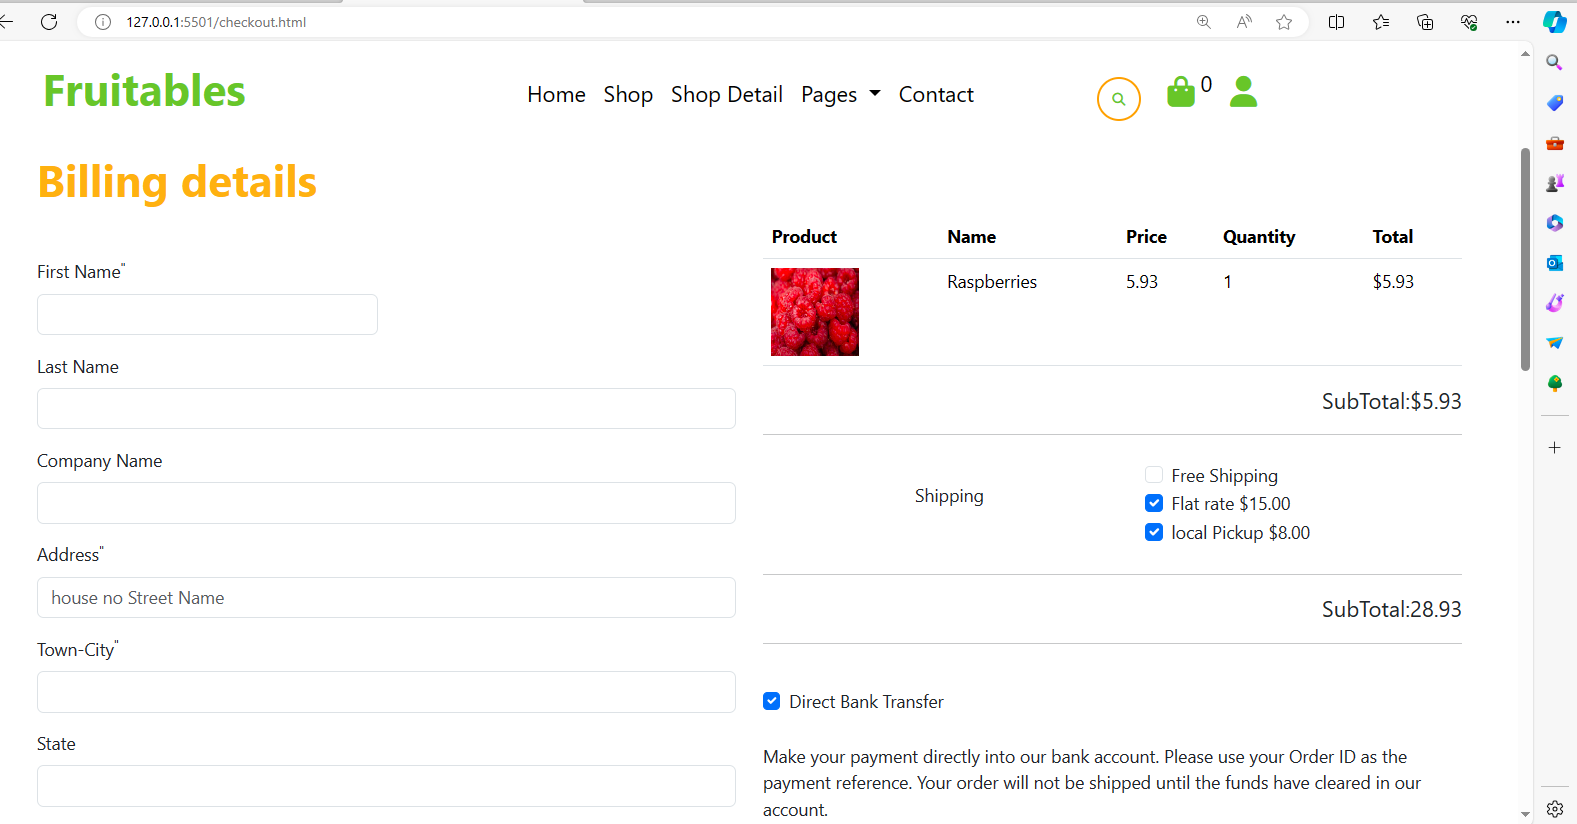 127.0.0.1:5501/checkout.html
Fruitables
Home Shop Shop Detail Pages Contact
0
Billing details
Product Name Price Quantity Total
Raspberries 5.93 1 $5.93
SubTotal:$5.93
Shipping
Free Shipping
Flat rate $15.00
local Pickup $8.00
SubTotal:28.93
Direct Bank Transfer
Make your payment directly into our bank account. Please use your Order ID as the
payment reference. Your order will not be shipped until the funds have cleared in our
account.
First Name"
Last Name
Company Name
Address"
house no Street Name
Town-City"
State